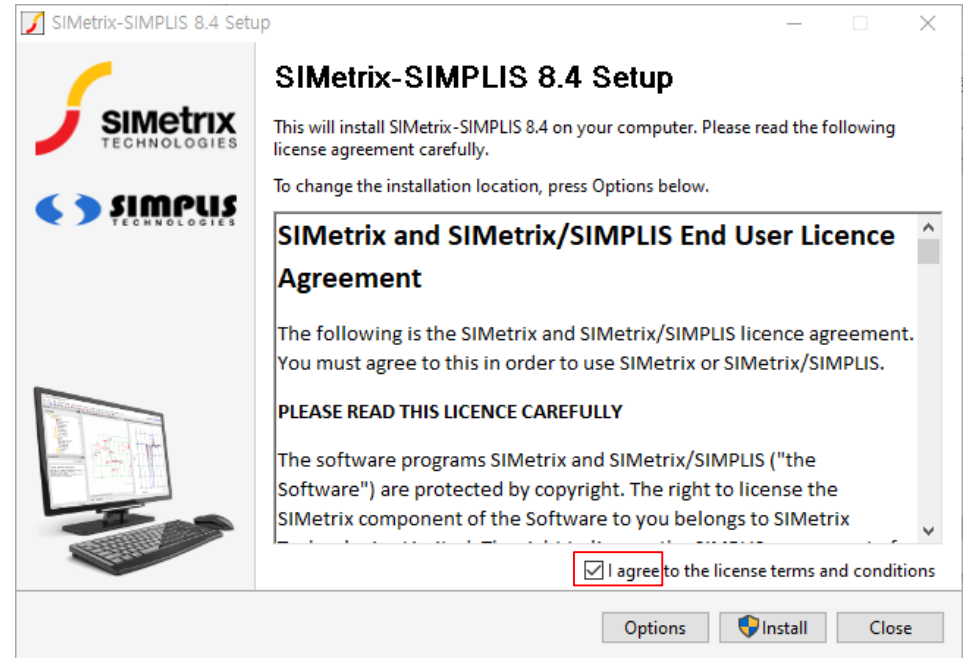 SIMetrix-SIMPLIS 8.4 Setup
SIMetrix
TECHNOLOGIES
SIMPLIS
TECHNOLOGIES
SIMetrix-SIMPLIS 8.4 Setup
This will install SIMetrix-SIMPLIS 8.4 on your computer. Please read the following
license agreement carefully.
To change the installation location, press Options below.
SIMetrix and SIMetrix/SIMPLIS End User Licence
Agreement
The following is the SIMetrix and SIMetrix/SIMPLIS licence agreement.
You must agree to this in order to use SIMetrix or SIMetrix/SIMPLIS.
PLEASE READ THIS LICENCE CAREFULLY
The software programs SIMetrix and SIMetrix/SIMPLIS ("the
Software") are protected by copyright. The right to license the
SIMetrix component of the Software to you belongs to SIMetrix
I agree to the license terms and conditions
Options
Install
Close